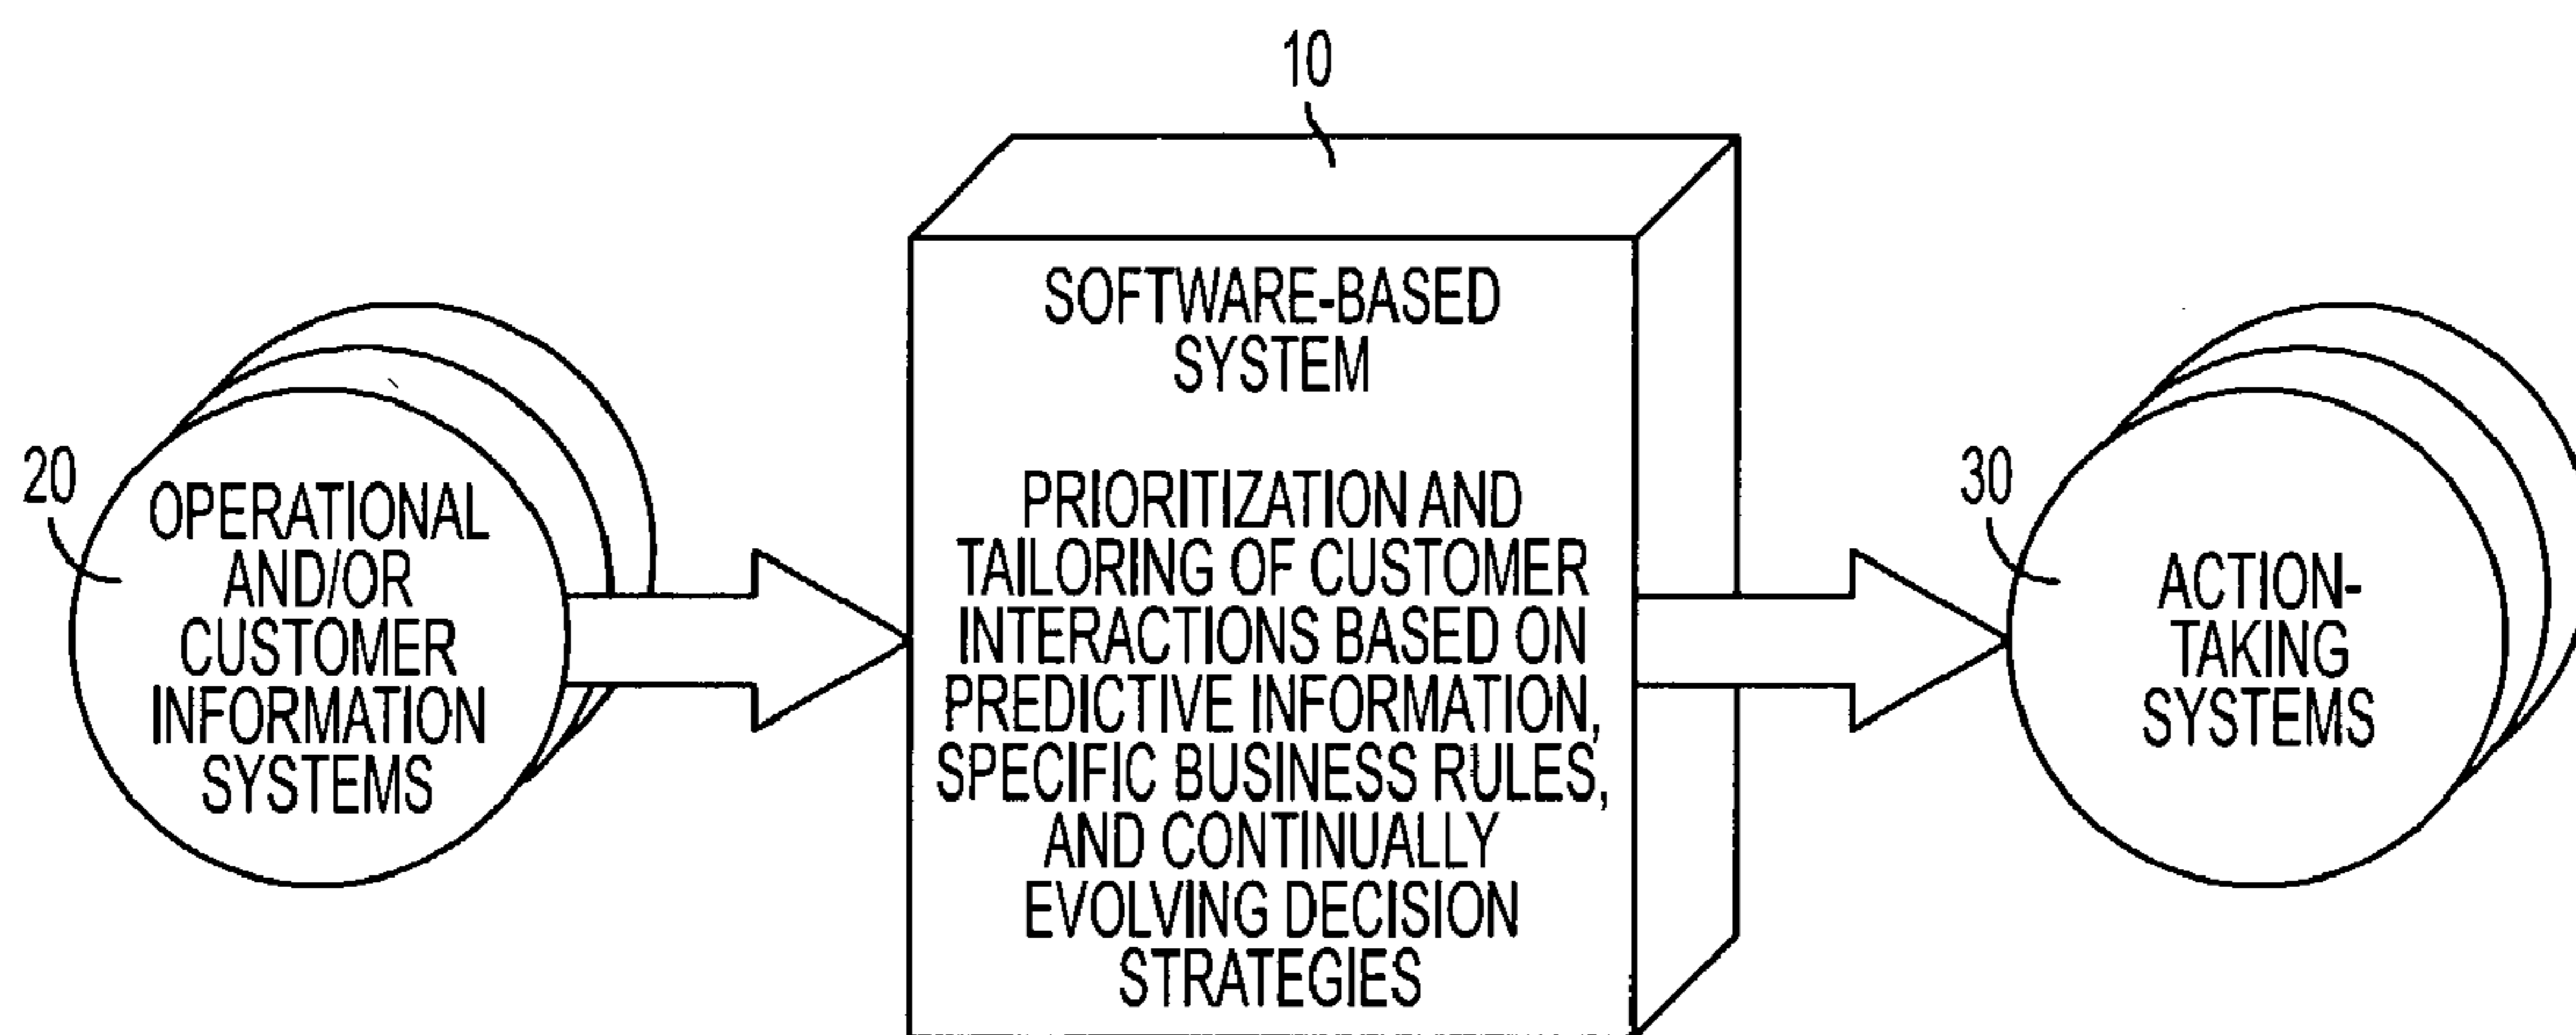 10
SOFTWARE-BASED
SYSTEM
PRIORITIZATION AND
TAILORING OF CUSTOMER
INTERACTIONS BASED ON
PREDICTIVE INFORMATION,
SPECIFIC BUSINESS RULES,
AND CONTINUALLY
EVOLVING DECISION
STRATEGIES
20
OPERATIONAL
AND/OR
CUSTOMER
INFORMATION
SYSTEMS
30
ACTION-
TAKING
SYSTEMS